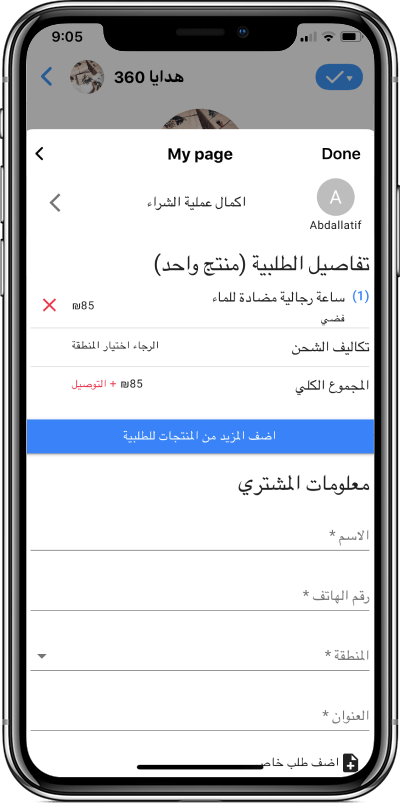 9:05
هدايا 360
My page
Done
A
Abdallatif
اكمال عملية الشراء
تفاصيل الطلبية (منتج واحد)
(1) ساعة رجالية مضادة للماء
₪85
فضي
تكاليف الشحن
الرجاء اختيار المنطقة
المجموع الكلي
₪85 + التوصيل
اضف المزيد من المنتجات للطلبية
معلومات المشتري
الاسم *
رقم الهاتف *
المنطقة *
العنوان *
اضف طلب خاص